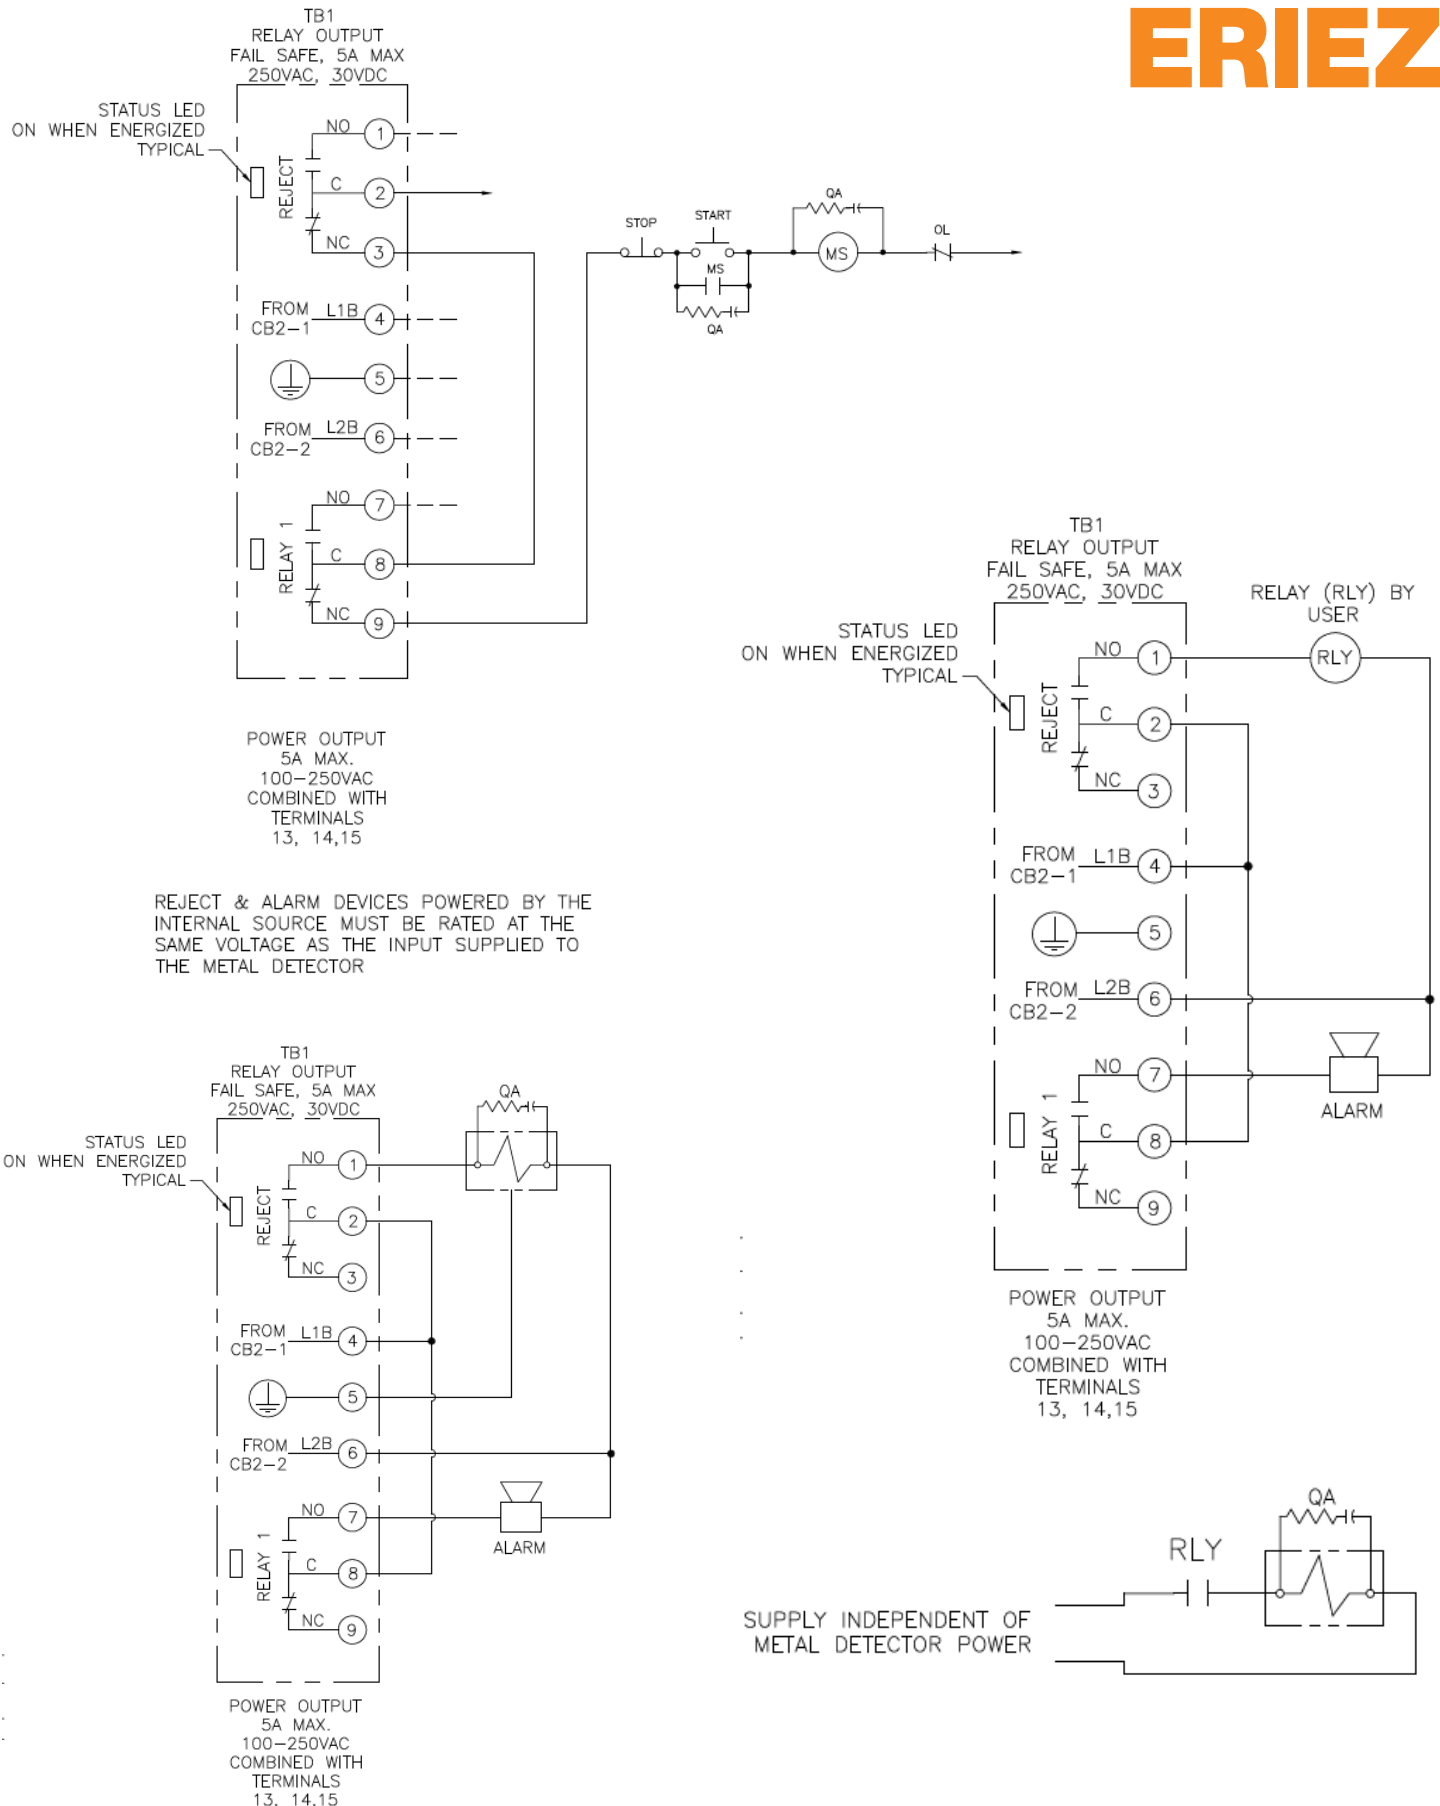 ERIEZ
TB1
RELAY OUTPUT
FAIL SAFE, 5A MAX
250VAC, 30VDC
STATUS LED
ON WHEN ENERGIZED
TYPICAL
REJECT
NO 1
C 2
NC 3
FROM L1B 4
CB2-1
5
FROM L2B 6
CB2-2
RELAY 1
NO 7
C 8
NC 9
STOP
START
MS
QA
QA
MS
OL
POWER OUTPUT
5A MAX.
100-250VAC
COMBINED WITH
TERMINALS
13, 14,15
REJECT & ALARM DEVICES POWERED BY THE
INTERNAL SOURCE MUST BE RATED AT THE
SAME VOLTAGE AS THE INPUT SUPPLIED TO
THE METAL DETECTOR
TB1
RELAY OUTPUT
FAIL SAFE, 5A MAX
250VAC, 30VDC
RELAY (RLY) BY
USER
RLY
STATUS LED
ON WHEN ENERGIZED
TYPICAL
REJECT
NO 1
C 2
NC 3
FROM L1B 4
CB2-1
5
FROM L2B 6
CB2-2
RELAY 1
NO 7
C 8
NC 9
ALARM
POWER OUTPUT
5A MAX.
100-250VAC
COMBINED WITH
TERMINALS
13, 14,15
TB1
RELAY OUTPUT
FAIL SAFE, 5A MAX
250VAC, 30VDC
QA
STATUS LED
ON WHEN ENERGIZED
TYPICAL
REJECT
NO 1
C 2
NC 3
FROM L1B 4
CB2-1
5
FROM L2B 6
CB2-2
RELAY 1
NO 7
C 8
NC 9
ALARM
POWER OUTPUT
5A MAX.
100-250VAC
COMBINED WITH
TERMINALS
13, 14,15
QA
RLY
SUPPLY INDEPENDENT OF
METAL DETECTOR POWER